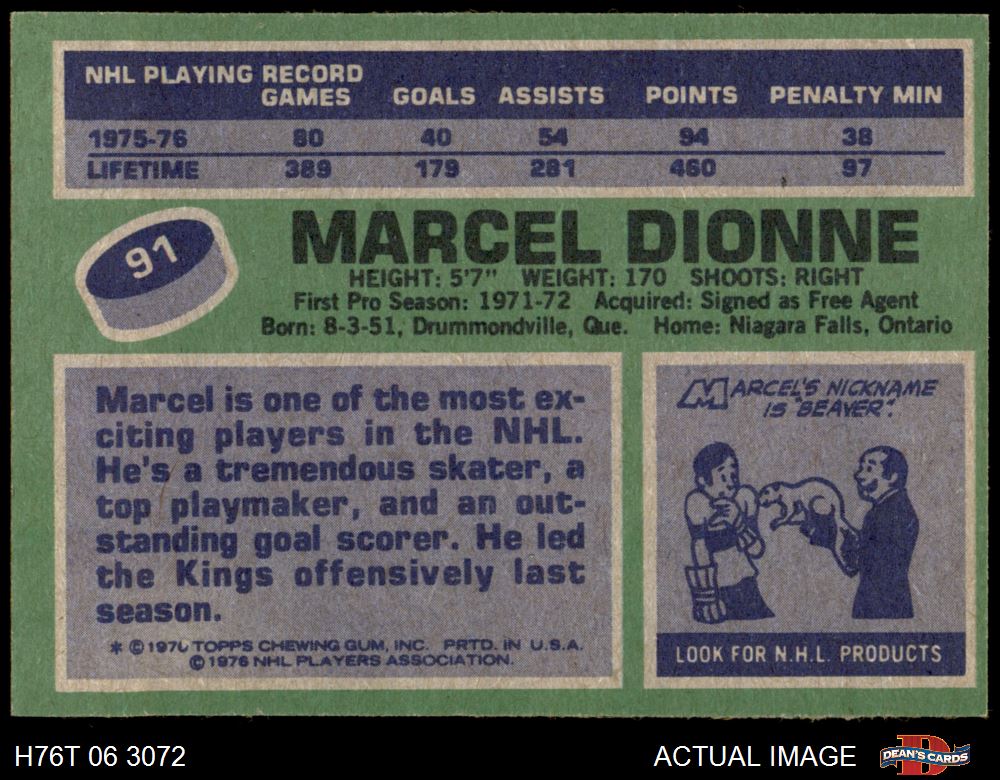 NHL PLAYING RECORD
GAMES GOALS ASSISTS POINTS PENALTY MIN
1975-76 80 40 54 94 38
LIFETIME 389 179 281 460 97
91
MARCEL DIONNE
HEIGHT: 5'7" WEIGHT: 170 SHOOTS: RIGHT
First Pro Season: 1971-72 Acquired: Signed as Free Agent
Born: 8-3-51, Drummondville, Que. Home: Niagara Falls, Ontario
Marcel is one of the most ex-
citing players in the NHL.
He's a tremendous skater, a
top playmaker, and an out-
standing goal scorer. He led
the Kings offensively last
season.
* © 1976 TOPPS CHEWING GUM, INC. PRTD. IN U.S.A.
© 1976 NHL PLAYERS ASSOCIATION.
MARCEL'S NICKNAME
IS "BEAVER".
LOOK FOR N.H.L. PRODUCTS
H76T 06 3072
ACTUAL IMAGE
DEAN'S CARDS